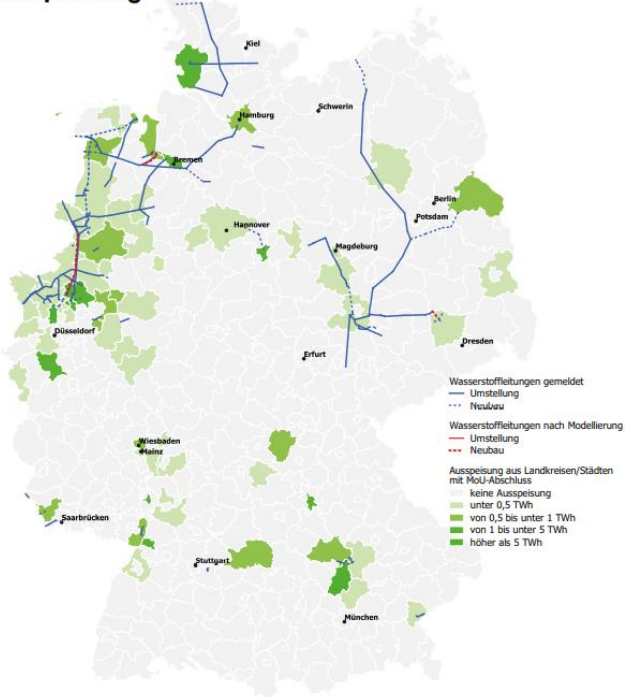 Kiel
Schwerin
Hamburg
Bremen
Berlin
Potsdam
Hannover
Magdeburg
Düsseldorf
Dresden
Erfurt
Wasserstoffleitungen gemeldet
Umstellung
Neubau
Wasserstoffleitungen nach Modellierung
Umstellung
Neubau
Ausspeisung aus Landkreisen/Städten
mit MoU-Abschluss
keine Ausspeisung
unter 0,5 TWh
von 0,5 bis unter 1 TWh
von 1 bis unter 5 TWh
höher als 5 TWh
Wiesbaden
Mainz
Saarbrücken
Stuttgart
München